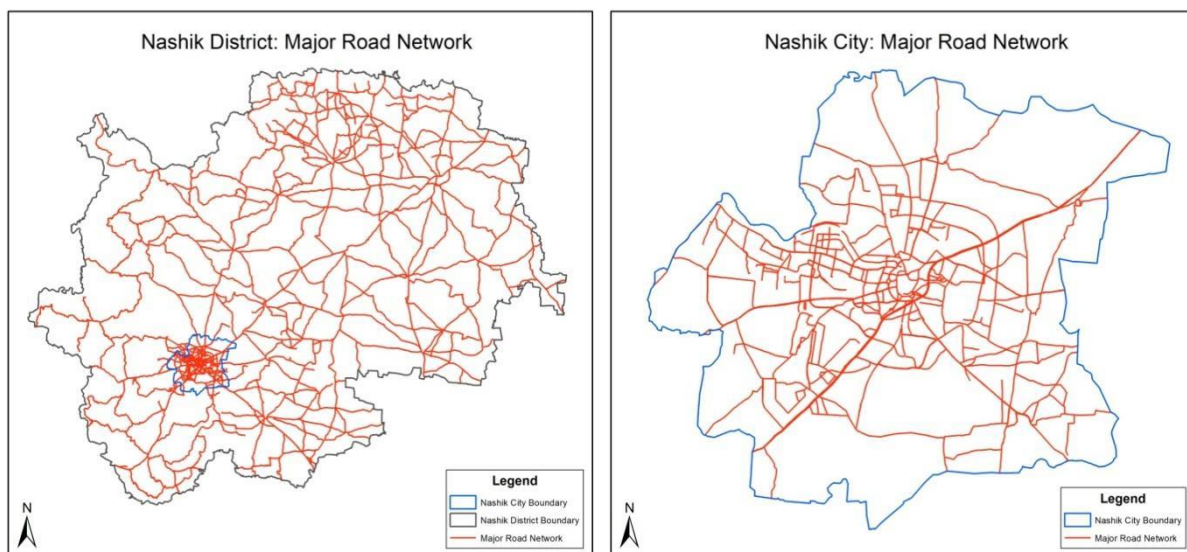 Nashik District: Major Road Network
N
Legend
Nashik City Boundary
Nashik District Boundary
Major Road Network
Nashik City: Major Road Network
N
Legend
Nashik City Boundary
Major Road Network